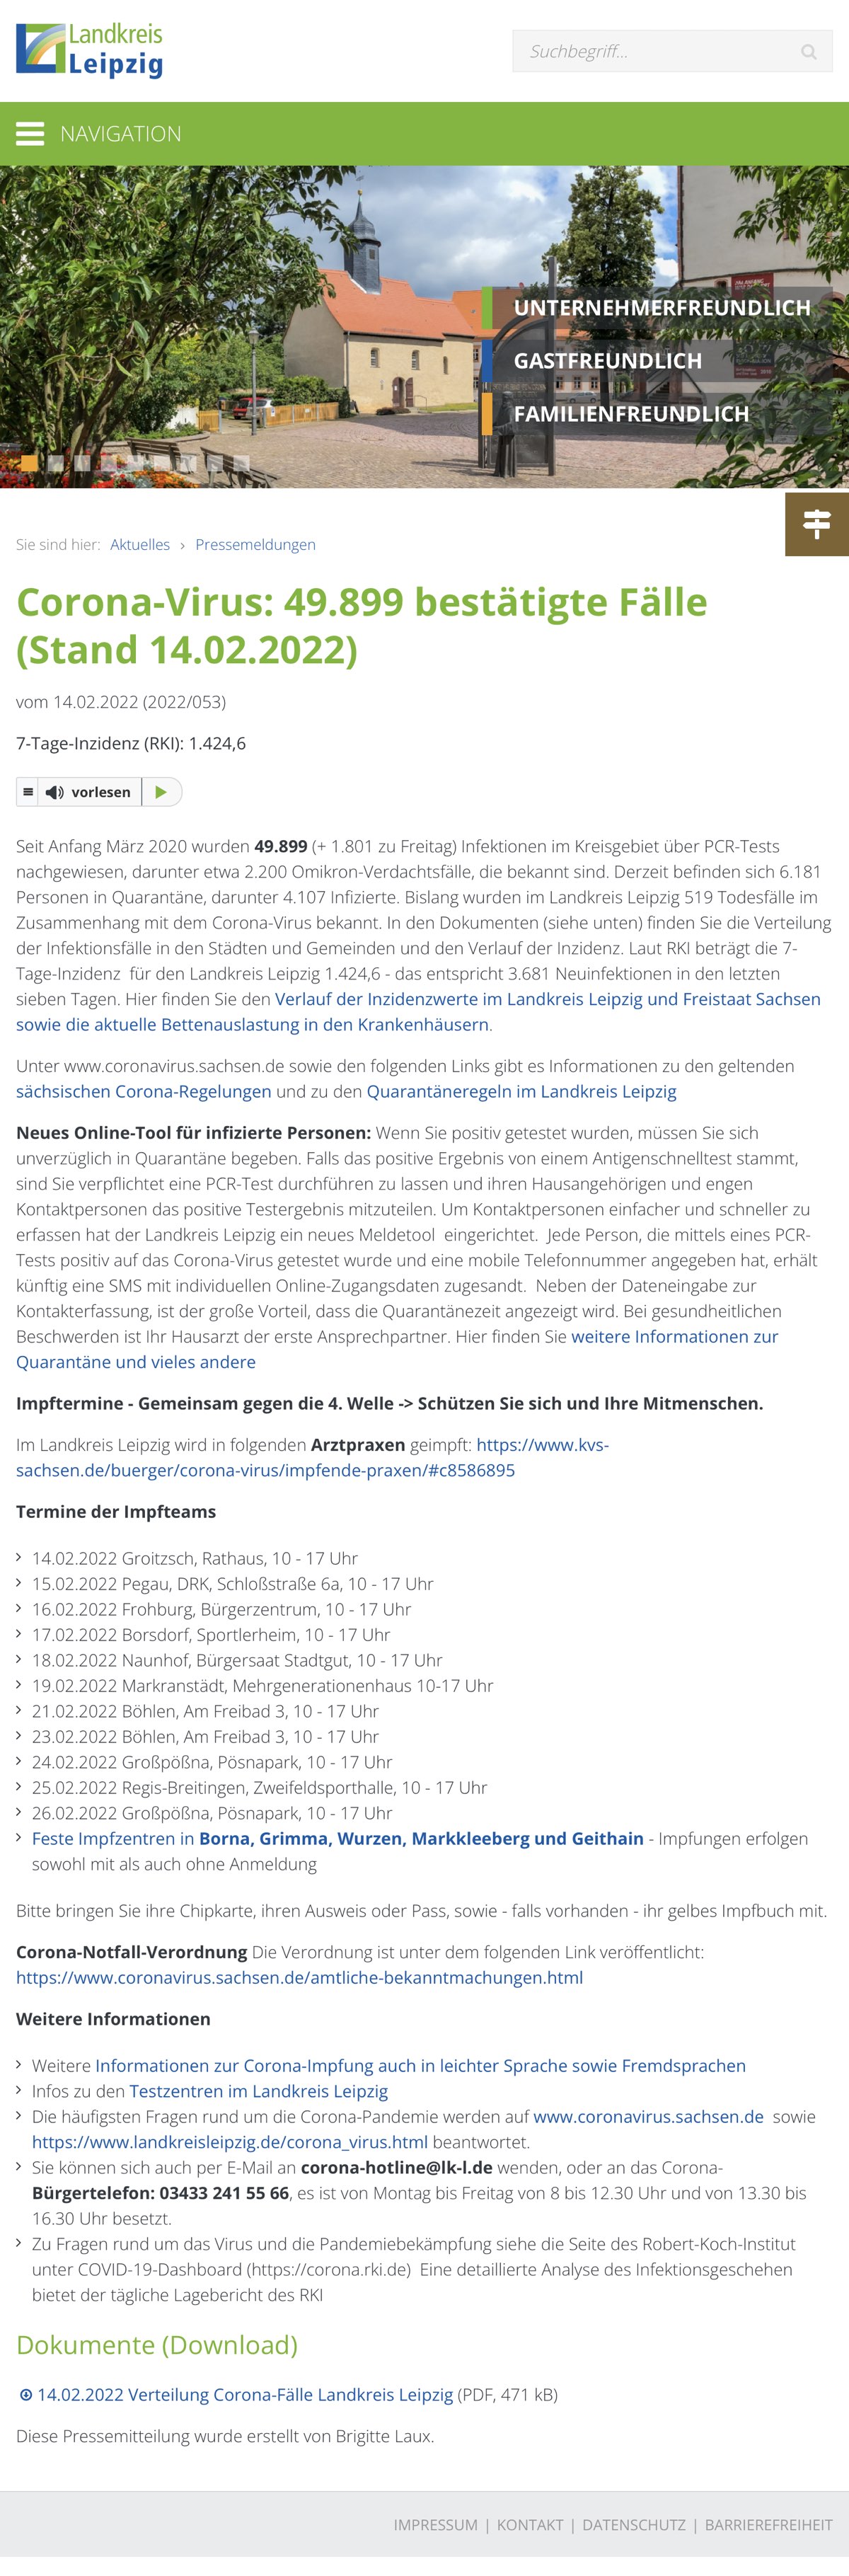 Landkreis
Leipzig
Suchbegriff...
NAVIGATION
UNTERNEHMERFREUNDLICH
GASTFREUNDLICH
FAMILIENFREUNDLICH
Sie sind hier: Aktuelles › Pressemeldungen
Corona-Virus: 49.899 bestätigte Fälle
(Stand 14.02.2022)
vom 14.02.2022 (2022/053)
7-Tage-Inzidenz (RKI): 1.424,6
vorlesen
Seit Anfang März 2020 wurden 49.899 (+ 1.801 zu Freitag) Infektionen im Kreisgebiet über PCR-Tests
nachgewiesen, darunter etwa 2.200 Omikron-Verdachtsfälle, die bekannt sind. Derzeit befinden sich 6.181
Personen in Quarantäne, darunter 4.107 Infizierte. Bislang wurden im Landkreis Leipzig 519 Todesfälle im
Zusammenhang mit dem Corona-Virus bekannt. In den Dokumenten (siehe unten) finden Sie die Verteilung
der Infektionsfälle in den Städten und Gemeinden und den Verlauf der Inzidenz. Laut RKI beträgt die 7-
Tage-Inzidenz  für den Landkreis Leipzig 1.424,6 - das entspricht 3.681 Neuinfektionen in den letzten
sieben Tagen. Hier finden Sie den Verlauf der Inzidenzwerte im Landkreis Leipzig und Freistaat Sachsen
sowie die aktuelle Bettenauslastung in den Krankenhäusern.
Unter www.coronavirus.sachsen.de sowie den folgenden Links gibt es Informationen zu den geltenden
sächsischen Corona-Regelungen und zu den Quarantäneregeln im Landkreis Leipzig
Neues Online-Tool für infizierte Personen: Wenn Sie positiv getestet wurden, müssen Sie sich
unverzüglich in Quarantäne begeben. Falls das positive Ergebnis von einem Antigenschnelltest stammt,
sind Sie verpflichtet eine PCR-Test durchführen zu lassen und ihren Hausangehörigen und engen
Kontaktpersonen das positive Testergebnis mitzuteilen. Um Kontaktpersonen einfacher und schneller zu
erfassen hat der Landkreis Leipzig ein neues Meldetool  eingerichtet.  Jede Person, die mittels eines PCR-
Tests positiv auf das Corona-Virus getestet wurde und eine mobile Telefonnummer angegeben hat, erhält
künftig eine SMS mit individuellen Online-Zugangsdaten zugesandt.  Neben der Dateneingabe zur
Kontakterfassung, ist der große Vorteil, dass die Quarantänezeit angezeigt wird. Bei gesundheitlichen
Beschwerden ist Ihr Hausarzt der erste Ansprechpartner. Hier finden Sie weitere Informationen zur
Quarantäne und vieles andere
Impftermine - Gemeinsam gegen die 4. Welle -> Schützen Sie sich und Ihre Mitmenschen.
Im Landkreis Leipzig wird in folgenden Arztpraxen geimpft: https://www.kvs-
sachsen.de/buerger/corona-virus/impfende-praxen/#c8586895
Termine der Impfteams
14.02.2022 Groitzsch, Rathaus, 10 - 17 Uhr
15.02.2022 Pegau, DRK, Schloßstraße 6a, 10 - 17 Uhr
16.02.2022 Frohburg, Bürgerzentrum, 10 - 17 Uhr
17.02.2022 Borsdorf, Sportlerheim, 10 - 17 Uhr
18.02.2022 Naunhof, Bürgersaat Stadtgut, 10 - 17 Uhr
19.02.2022 Markranstädt, Mehrgenerationenhaus 10-17 Uhr
21.02.2022 Böhlen, Am Freibad 3, 10 - 17 Uhr
23.02.2022 Böhlen, Am Freibad 3, 10 - 17 Uhr
24.02.2022 Großpößna, Pösnapark, 10 - 17 Uhr
25.02.2022 Regis-Breitingen, Zweifeldsporthalle, 10 - 17 Uhr
26.02.2022 Großpößna, Pösnapark, 10 - 17 Uhr
Feste Impfzentren in Borna, Grimma, Wurzen, Markkleeberg und Geithain - Impfungen erfolgen
sowohl mit als auch ohne Anmeldung
Bitte bringen Sie ihre Chipkarte, ihren Ausweis oder Pass, sowie - falls vorhanden - ihr gelbes Impfbuch mit.
Corona-Notfall-Verordnung Die Verordnung ist unter dem folgenden Link veröffentlicht:
https://www.coronavirus.sachsen.de/amtliche-bekanntmachungen.html
Weitere Informationen
Weitere Informationen zur Corona-Impfung auch in leichter Sprache sowie Fremdsprachen
Infos zu den Testzentren im Landkreis Leipzig
Die häufigsten Fragen rund um die Corona-Pandemie werden auf www.coronavirus.sachsen.de  sowie
https://www.landkreisleipzig.de/corona_virus.html beantwortet.
Sie können sich auch per E-Mail an corona-hotline@lk-l.de wenden, oder an das Corona-
Bürgertelefon: 03433 241 55 66, es ist von Montag bis Freitag von 8 bis 12.30 Uhr und von 13.30 bis
16.30 Uhr besetzt.
Zu Fragen rund um das Virus und die Pandemiebekämpfung siehe die Seite des Robert-Koch-Institut
unter COVID-19-Dashboard (https://corona.rki.de)  Eine detaillierte Analyse des Infektionsgeschehen
bietet der tägliche Lagebericht des RKI
Dokumente (Download)
14.02.2022 Verteilung Corona-Fälle Landkreis Leipzig (PDF, 471 kB)
Diese Pressemitteilung wurde erstellt von Brigitte Laux.
IMPRESSUM | KONTAKT | DATENSCHUTZ | BARRIEREFREIHEIT